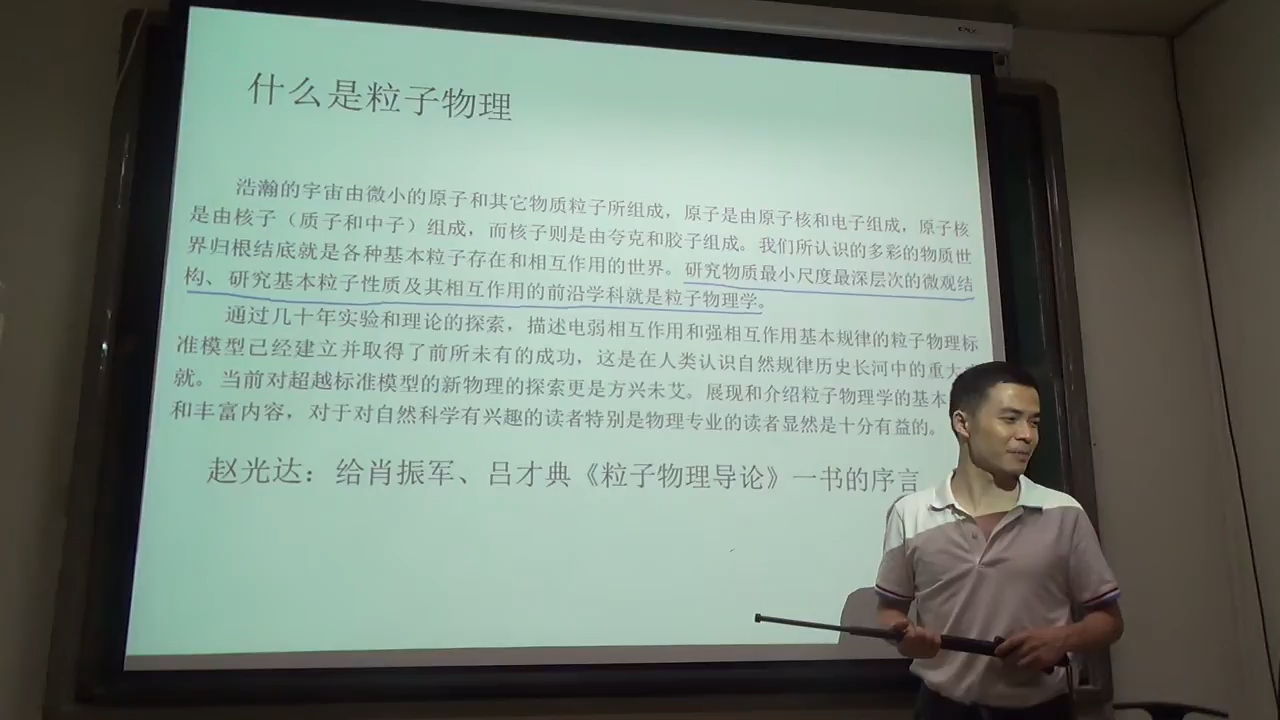 什么是粒子物理
浩瀚的宇宙由微小的原子和其它物质粒子所组成，原子是由原子核和电子组成，原子核
是由核子（质子和中子）组成，而核子则是由夸克和胶子组成。我们所认识的多彩的物质世
界归根结底就是各种基本粒子存在和相互作用的世界。研究物质最小尺度最深层次的微观结
构、研究基本粒子性质及其相互作用的前沿学科就是粒子物理学。
通过几十年实验和理论的探索，描述电弱相互作用和强相互作用基本规律的粒子物理标
准模型已经建立并取得了前所未有的成功，这是在人类认识自然规律历史长河中的重大
就。当前对超越标准模型的新物理的探索更是方兴未艾。展现和介绍粒子物理学的基本
和丰富内容，对于对自然科学有兴趣的读者特别是物理专业的读者显然是十分有益的。
赵光达：给肖振军、吕才典《粒子物理导论》一书的序言